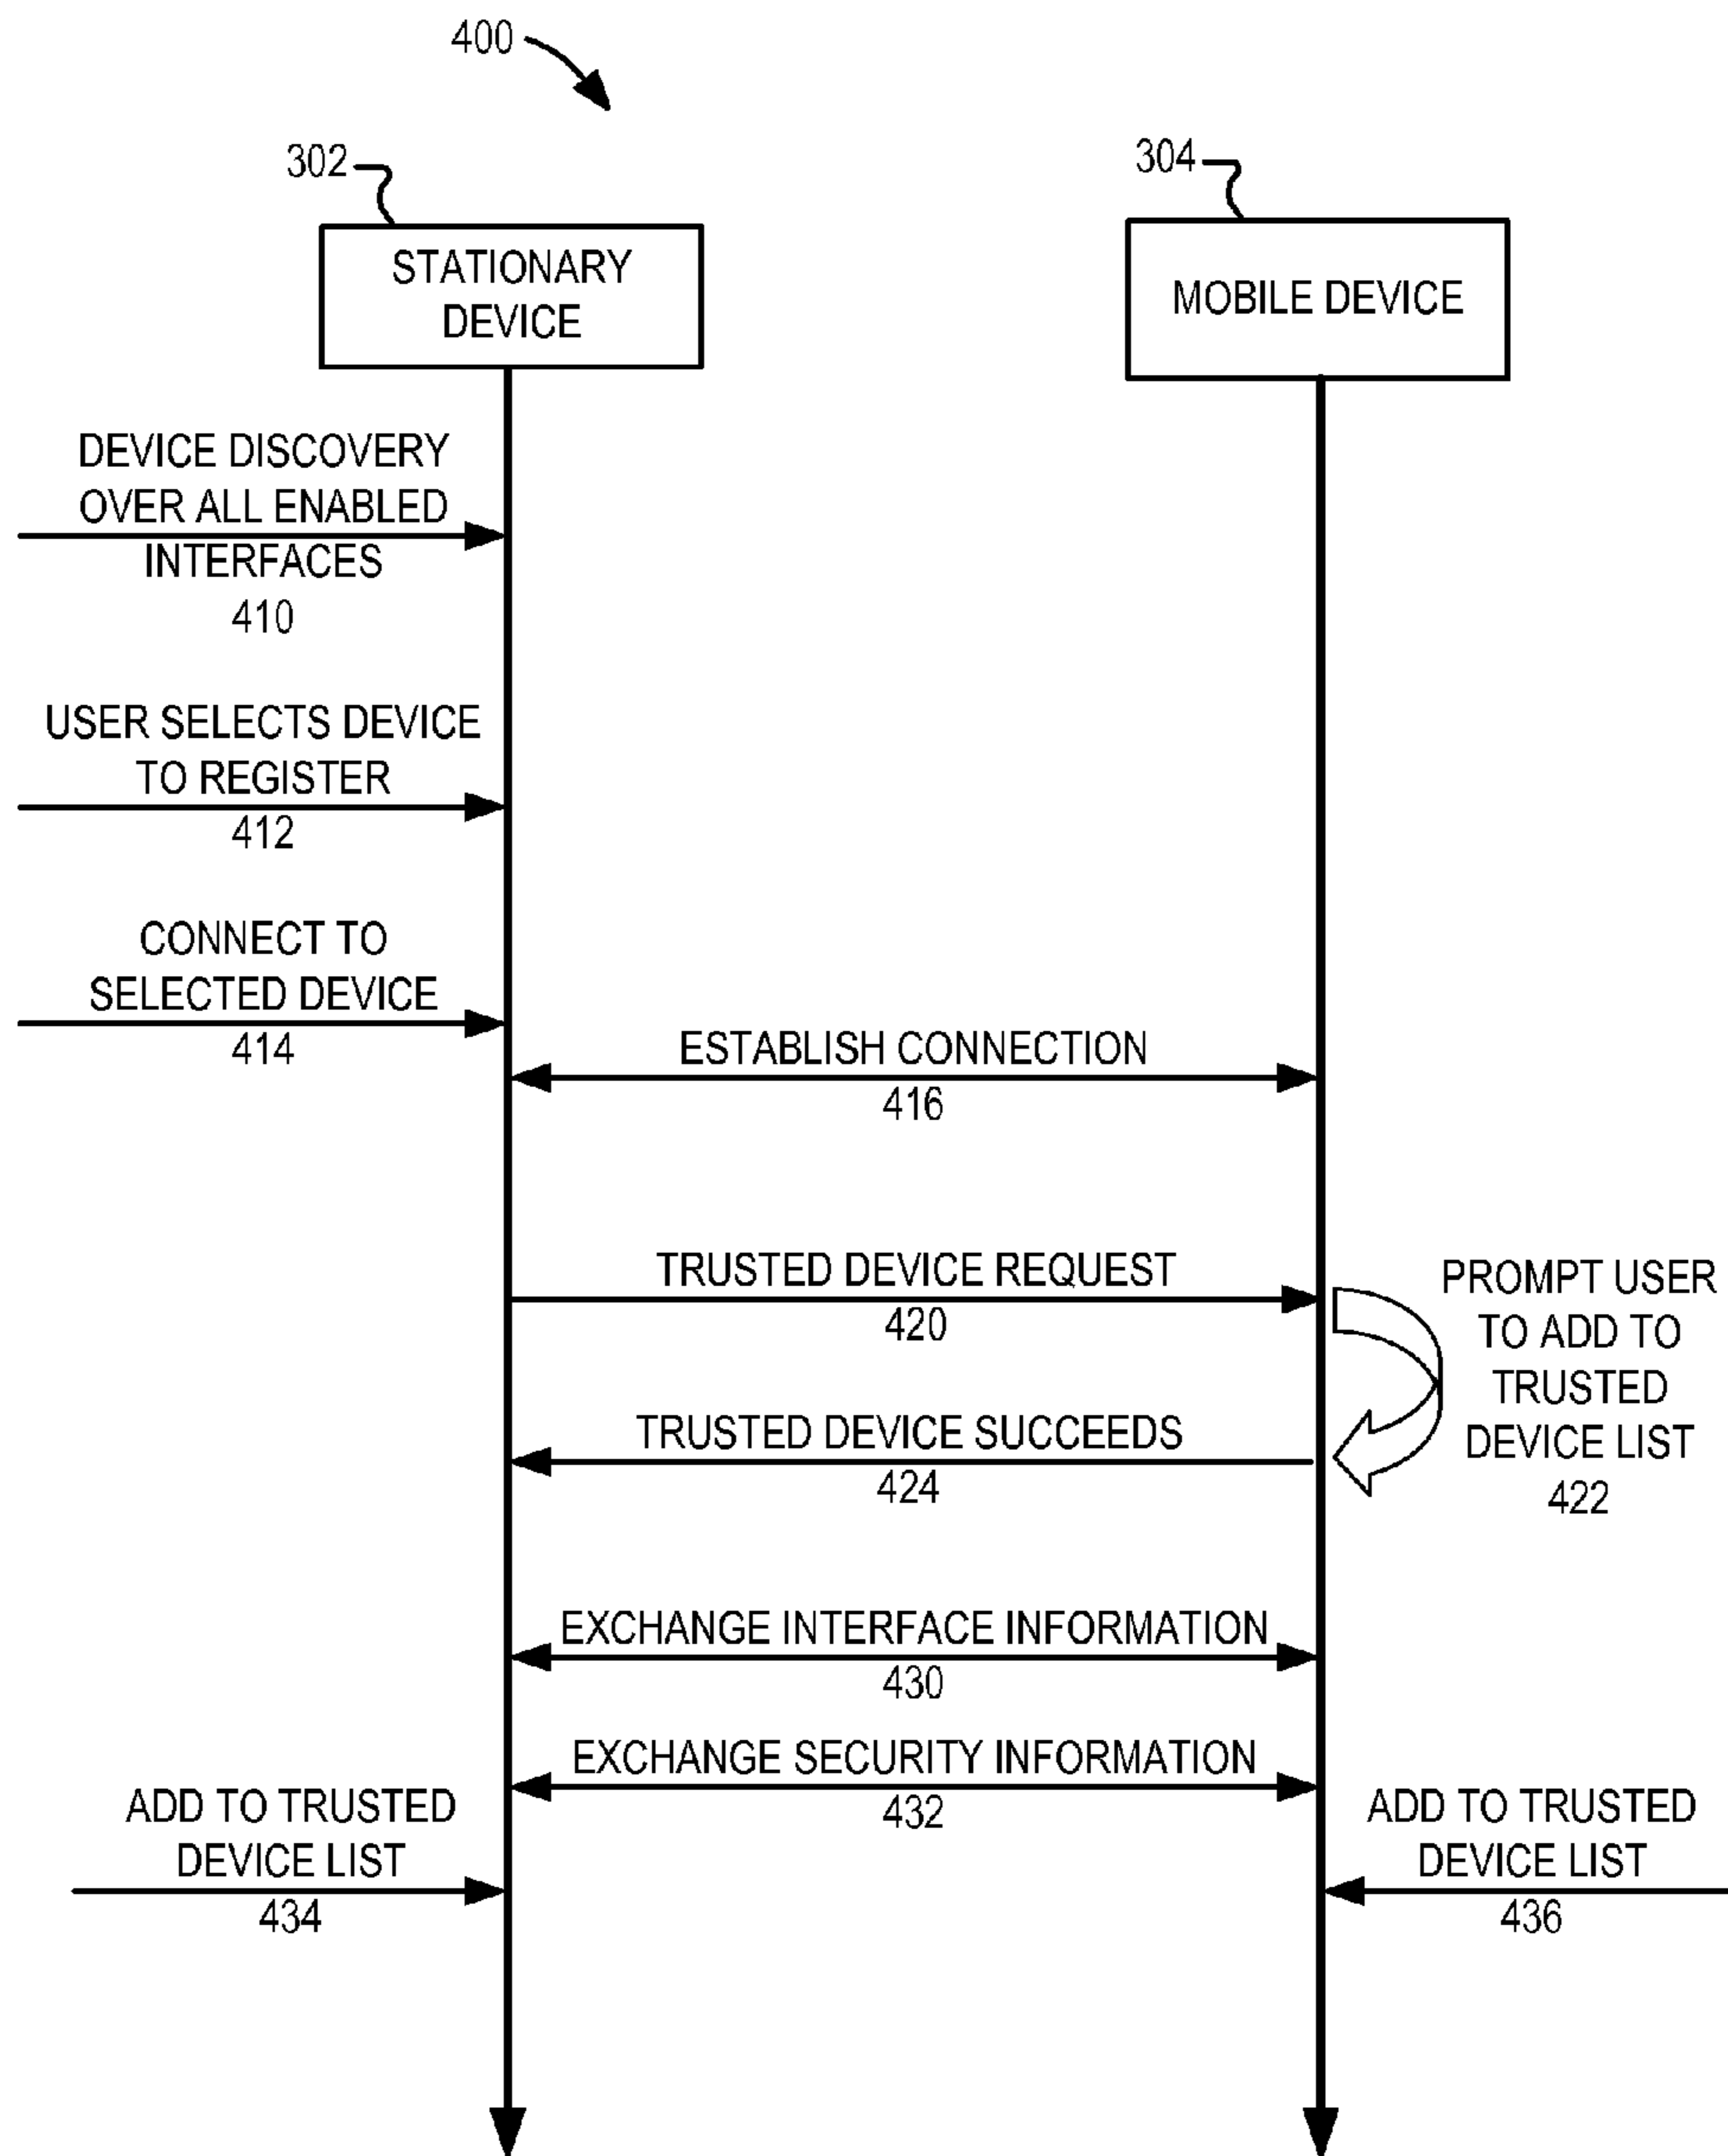 400
302
STATIONARY
DEVICE
304
MOBILE DEVICE
DEVICE DISCOVERY
OVER ALL ENABLED
INTERFACES
410
USER SELECTS DEVICE
TO REGISTER
412
CONNECT TO
SELECTED DEVICE
414
ESTABLISH CONNECTION
416
TRUSTED DEVICE REQUEST
420
PROMPT USER
TO ADD TO
TRUSTED
DEVICE LIST
422
TRUSTED DEVICE SUCCEEDS
424
EXCHANGE INTERFACE INFORMATION
430
EXCHANGE SECURITY INFORMATION
432
ADD TO TRUSTED
DEVICE LIST
434
ADD TO TRUSTED
DEVICE LIST
436